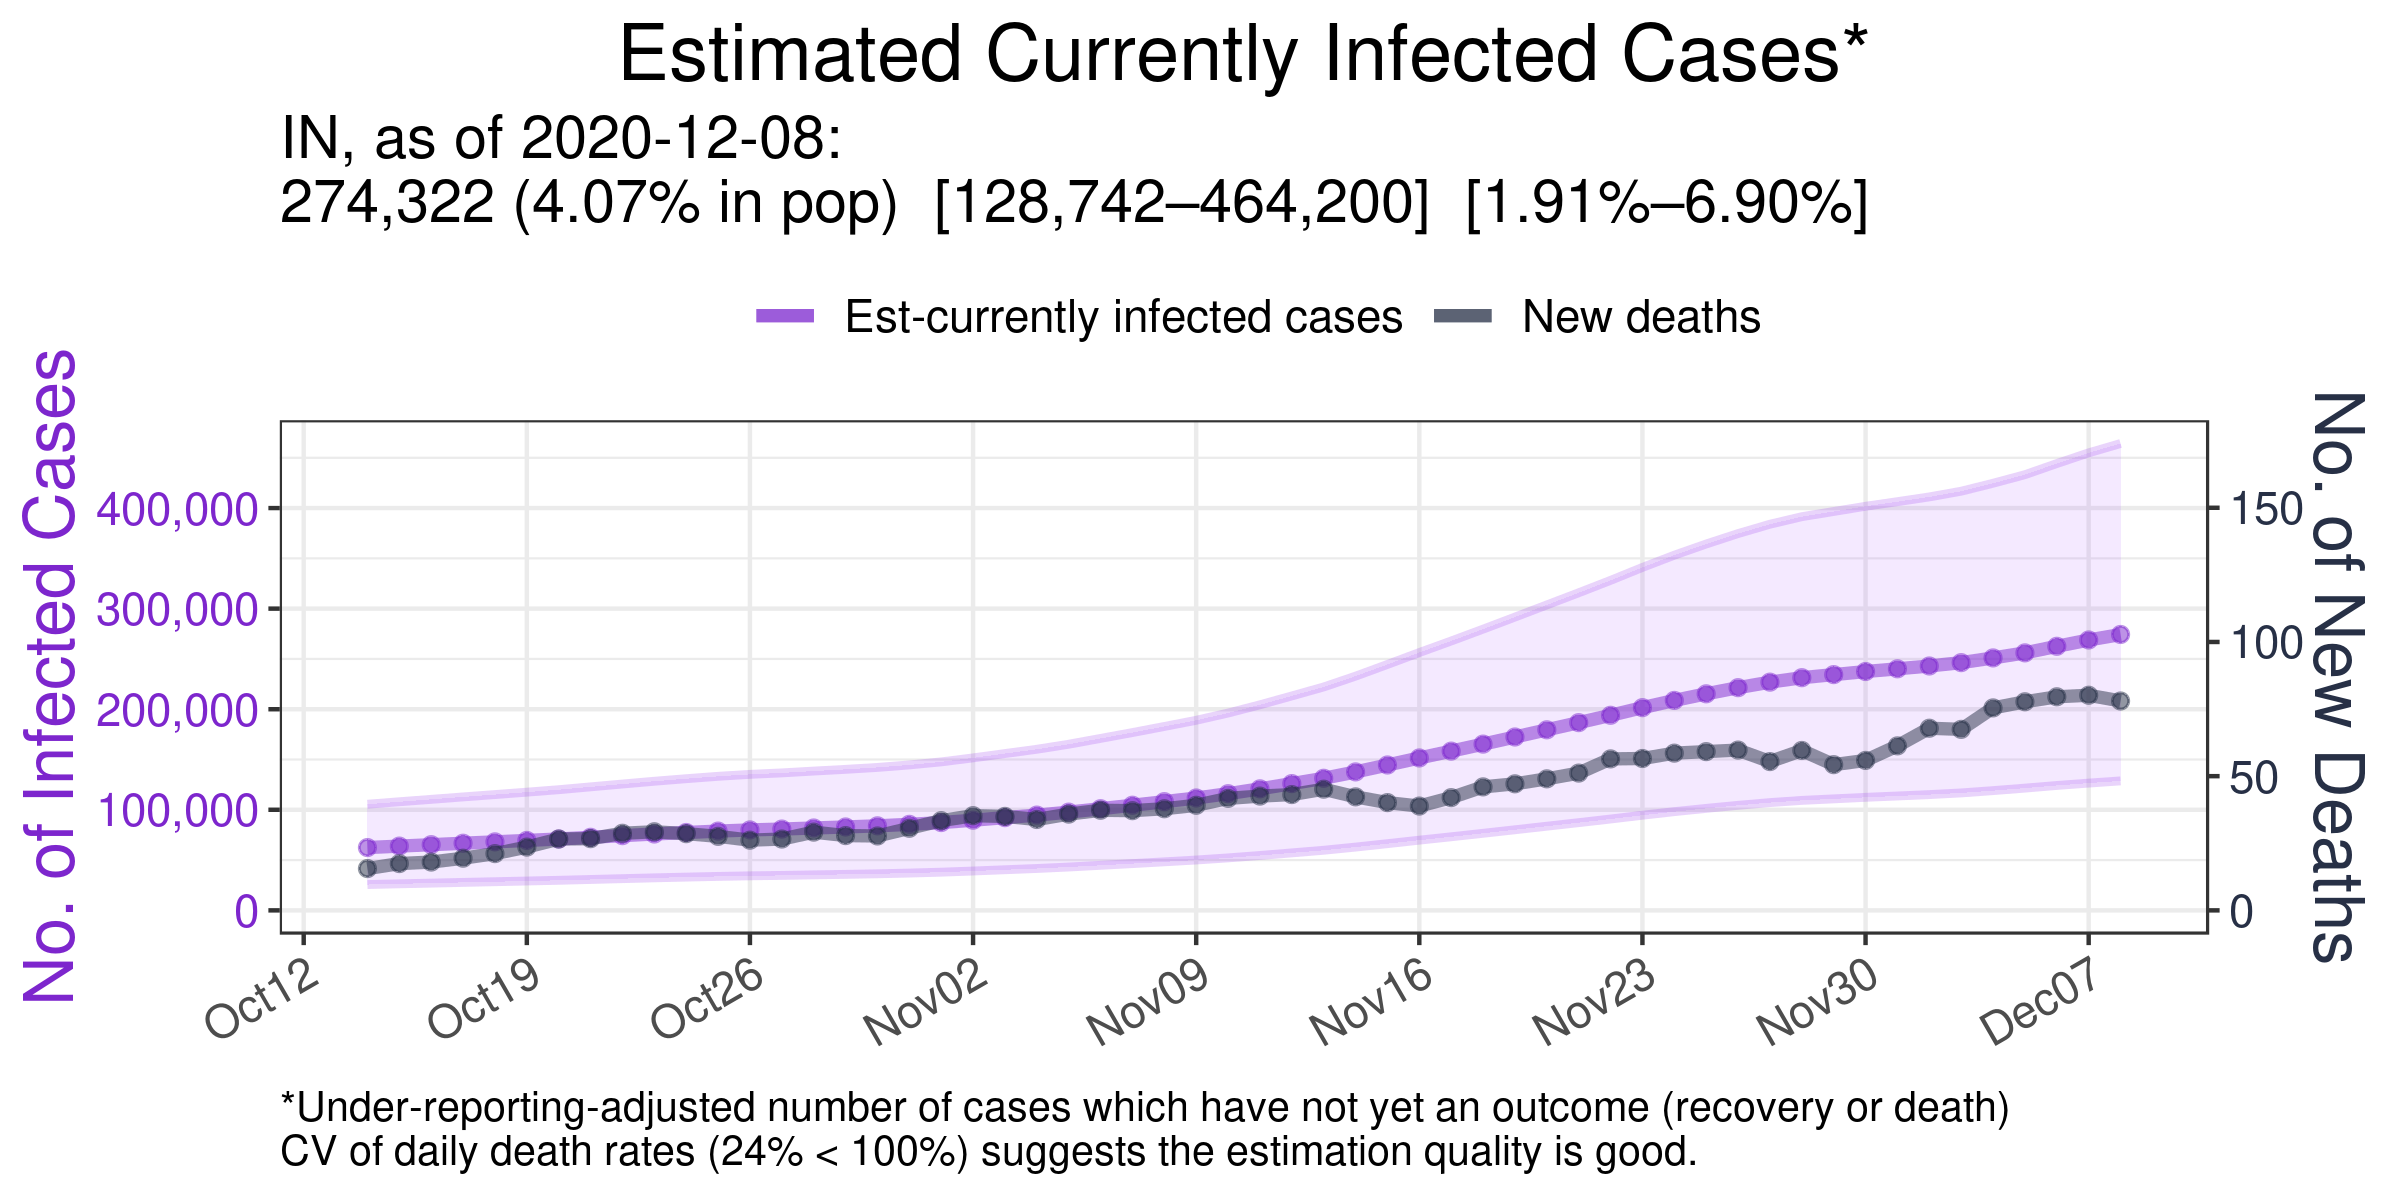 Estimated Currently Infected Cases*
IN, as of 2020-12-08:
274,322 (4.07% in pop) [128,742–464,200] [1.91%–6.90%]
Est-currently infected cases
New deaths
No. of Infected Cases
400,000
300,000
200,000
100,000
0
150
100
50
0
No. of New Deaths
Oct12
Oct19
Oct26
Nov02
Nov09
Nov16
Nov23
Nov30
Dec07
*Under-reporting-adjusted number of cases which have not yet an outcome (recovery or death)
CV of daily death rates (24% < 100%) suggests the estimation quality is good.